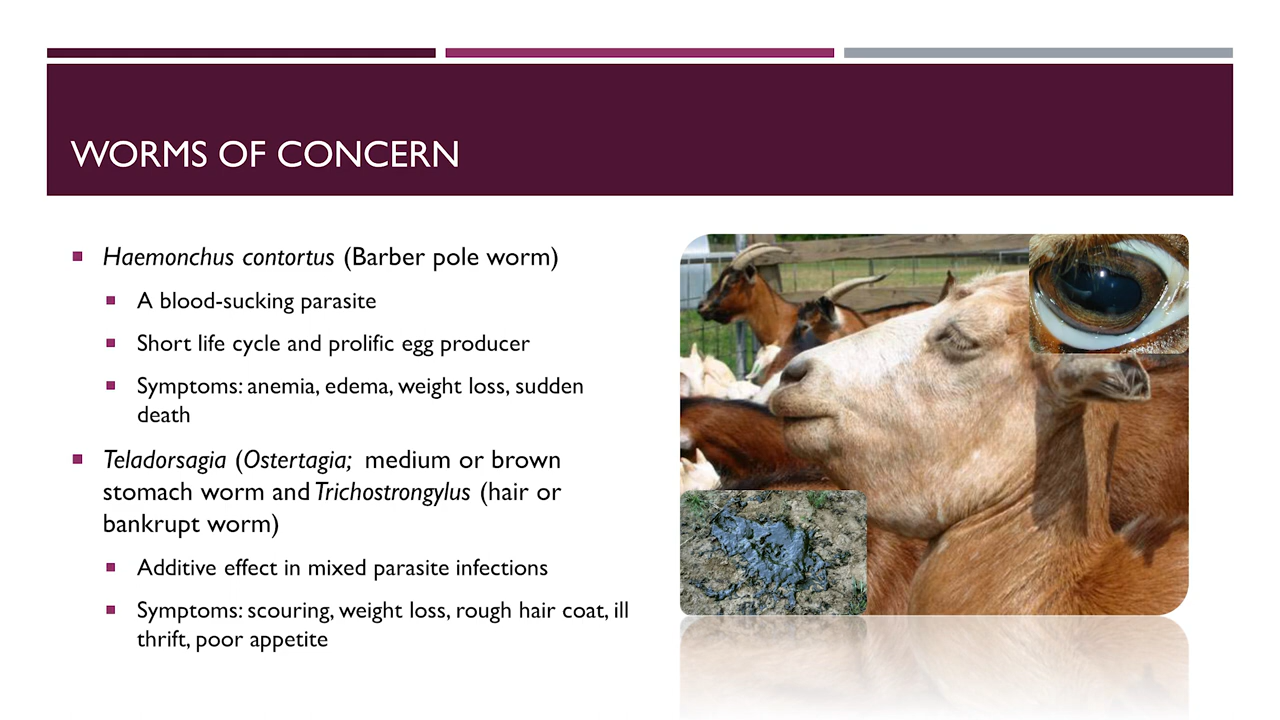 WORMS OF CONCERN
Haemonchus contortus (Barber pole worm)
A blood-sucking parasite
Short life cycle and prolific egg producer
Symptoms: anemia, edema, weight loss, sudden
death
Teladorsagia (Ostertagia; medium or brown
stomach worm and Trichostrongylus (hair or
bankrupt worm)
Additive effect in mixed parasite infections
Symptoms: scouring, weight loss, rough hair coat, ill
thrift, poor appetite